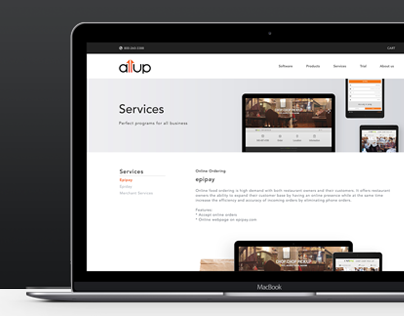 CART
allup
Software Products Services Tool About us
Services
Perfect programs for all business
Services
Epipay
Merchant Services
Online Ordering
epipay
Online food ordering is high demand with both restaurant owners and their customers. It offers restaurant
owners the ability to expand their customer base by having an online presence while at the same time
increase the efficiency and accuracy of incoming orders by eliminating phone orders.
Features:
* Accept online orders
* Online webpage on epipay.com
MacBook